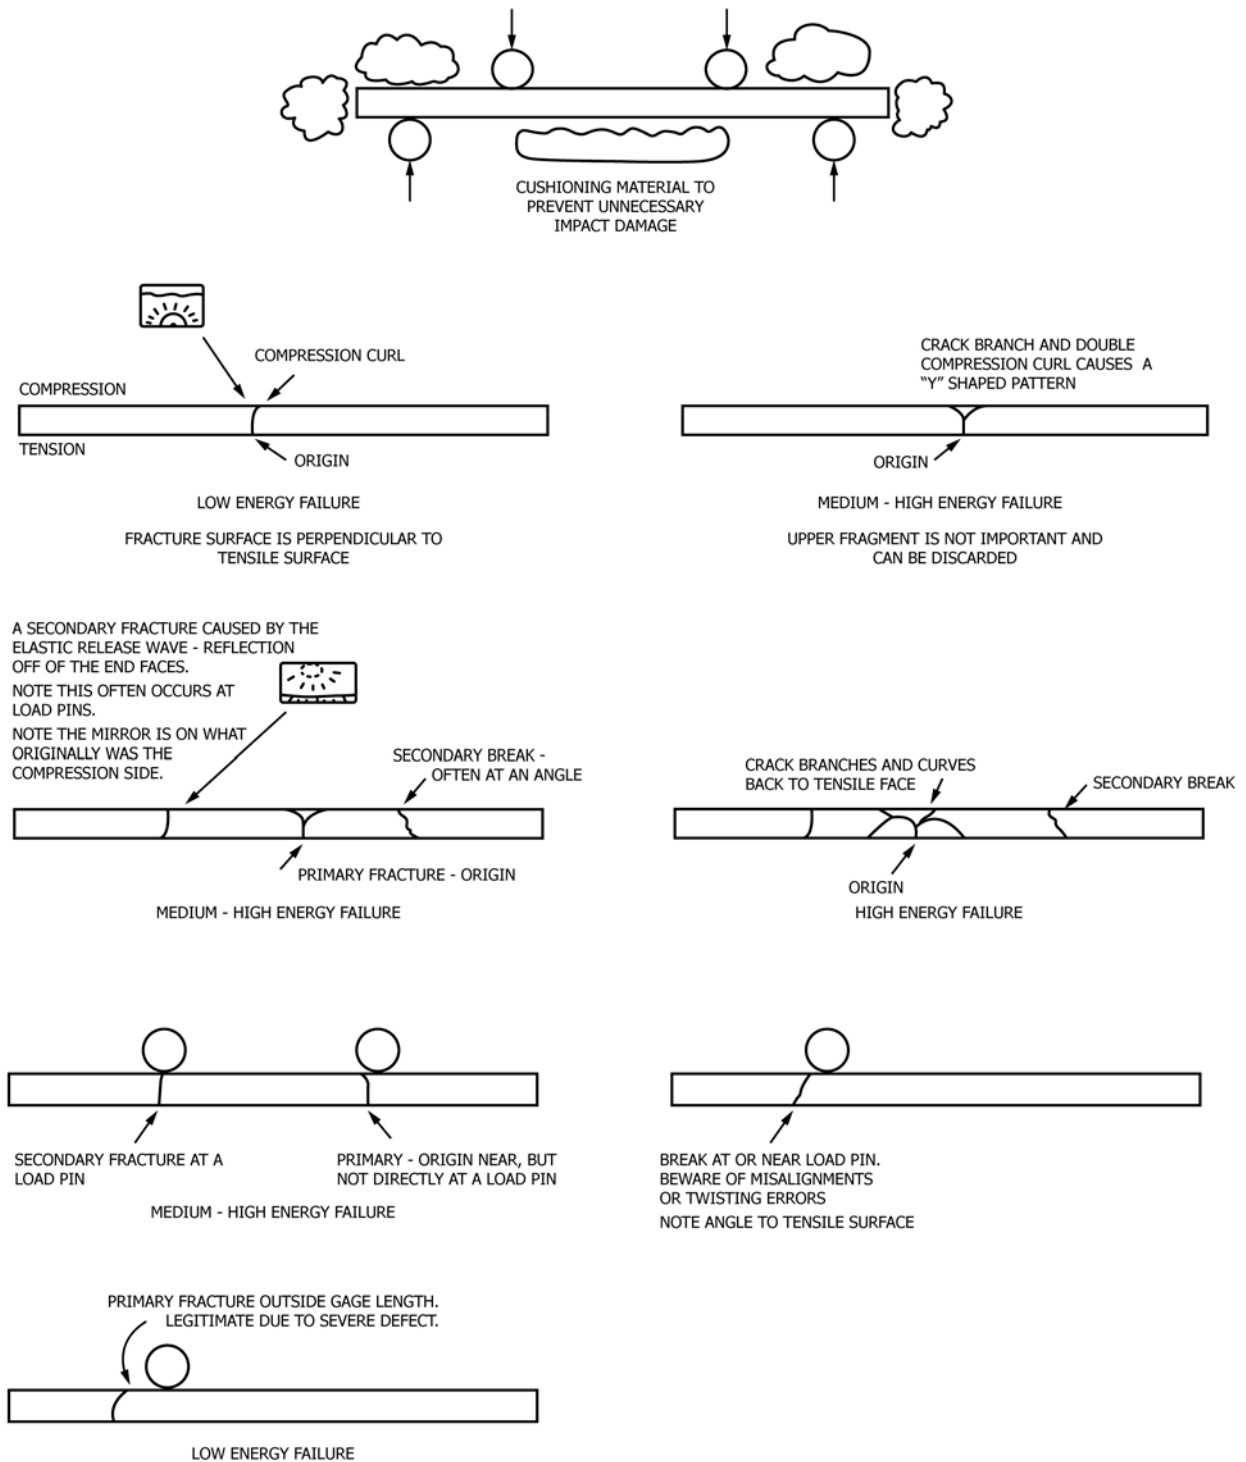 CUSHIONING MATERIAL TO
PREVENT UNNECESSARY
IMPACT DAMAGE
COMPRESSION CURL
COMPRESSION
TENSION
ORIGIN
LOW ENERGY FAILURE
FRACTURE SURFACE IS PERPENDICULAR TO
TENSILE SURFACE
CRACK BRANCH AND DOUBLE
COMPRESSION CURL CAUSES A
"Y" SHAPED PATTERN
ORIGIN
MEDIUM - HIGH ENERGY FAILURE
UPPER FRAGMENT IS NOT IMPORTANT AND
CAN BE DISCARDED
A SECONDARY FRACTURE CAUSED BY THE
ELASTIC RELEASE WAVE - REFLECTION
OFF OF THE END FACES.
NOTE THIS OFTEN OCCURS AT
LOAD PINS.
NOTE THE MIRROR IS ON WHAT
ORIGINALLY WAS THE
COMPRESSION SIDE.
SECONDARY BREAK -
OFTEN AT AN ANGLE
PRIMARY FRACTURE - ORIGIN
MEDIUM - HIGH ENERGY FAILURE
CRACK BRANCHES AND CURVES
BACK TO TENSILE FACE
SECONDARY BREAK
ORIGIN
HIGH ENERGY FAILURE
SECONDARY FRACTURE AT A
LOAD PIN
PRIMARY - ORIGIN NEAR, BUT
NOT DIRECTLY AT A LOAD PIN
MEDIUM - HIGH ENERGY FAILURE
BREAK AT OR NEAR LOAD PIN.
BEWARE OF MISALIGNMENTS
OR TWISTING ERRORS
NOTE ANGLE TO TENSILE SURFACE
PRIMARY FRACTURE OUTSIDE GAGE LENGTH.
LEGITIMATE DUE TO SEVERE DEFECT.
LOW ENERGY FAILURE